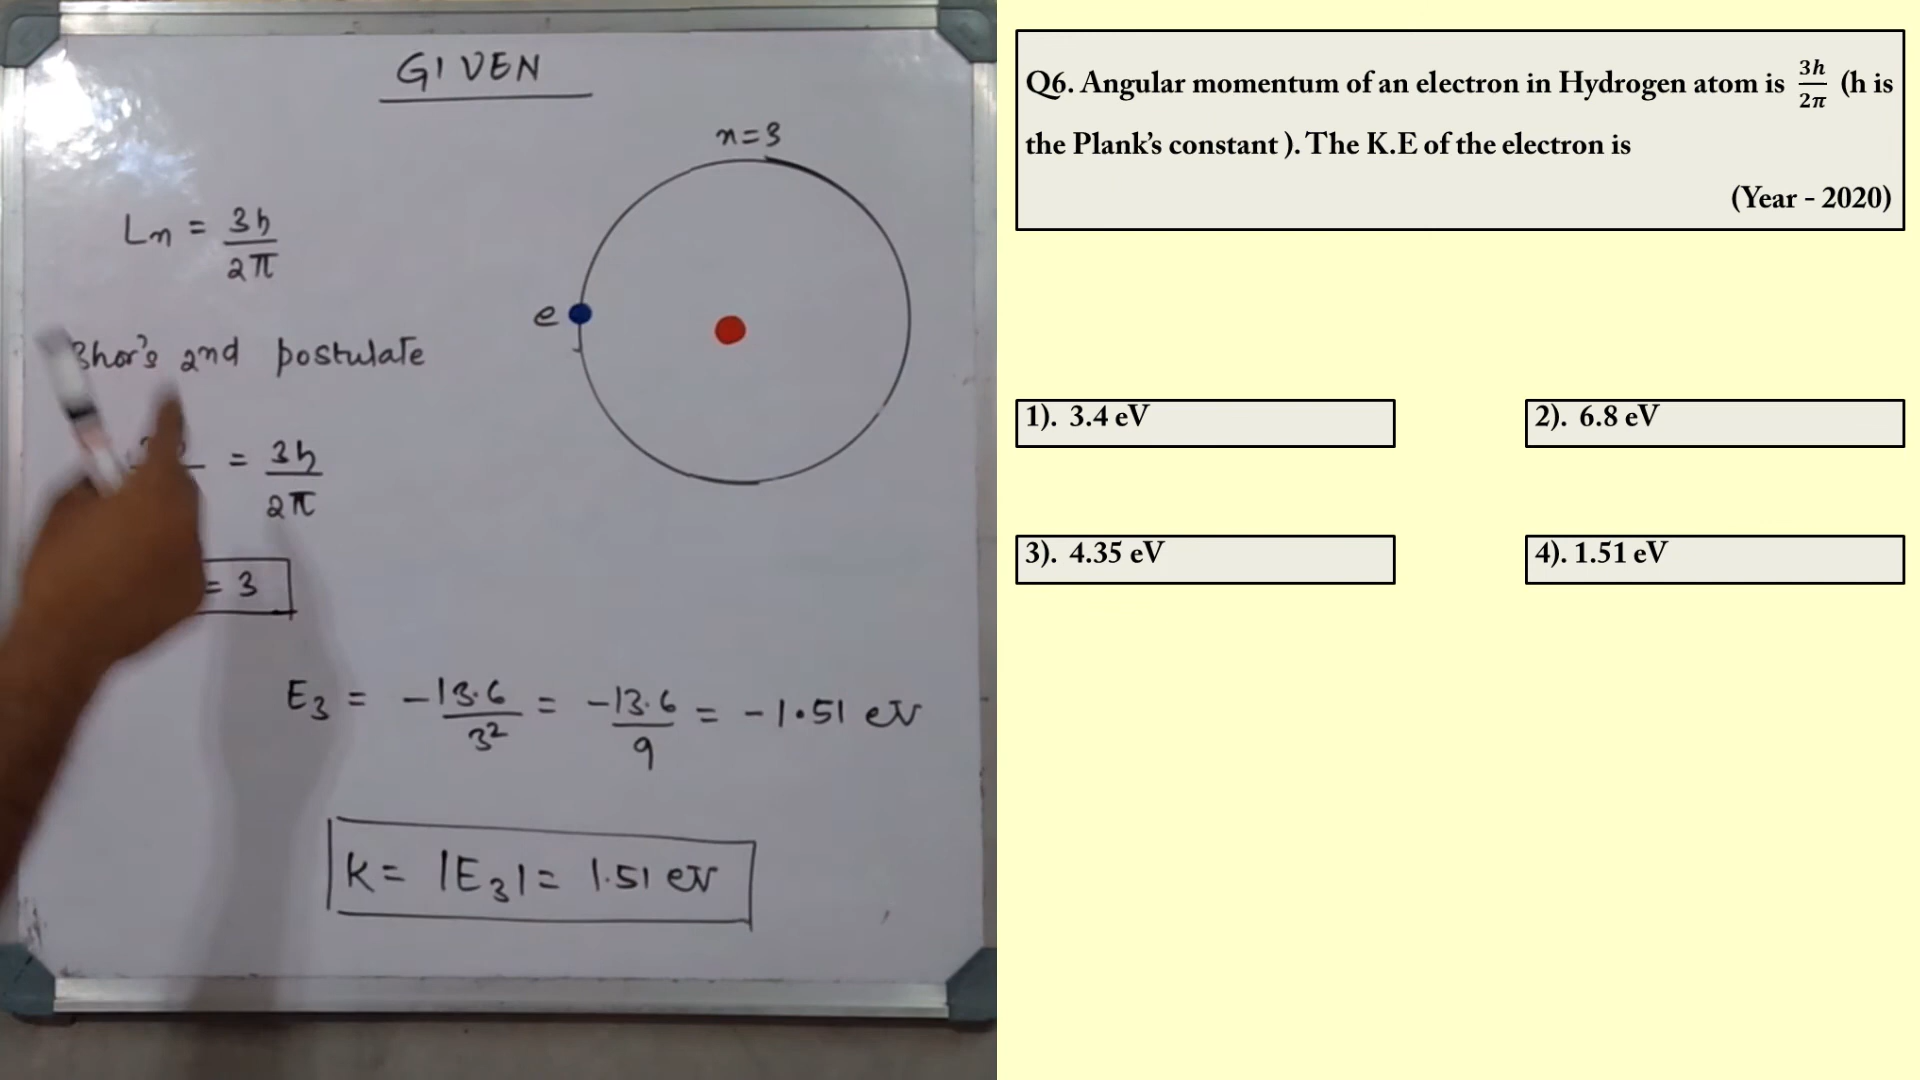 GIVEN
n=3
Ln = 3h/2π
e
Bhor's 2nd postulate
= 3h/2π
= 3
E₃ = -13.6/3² = -13.6/9 = -1.51 eV
K = |E₃| = 1.51 eV
Q6. Angular momentum of an electron in Hydrogen atom is 3h/2π (h is
the Plank's constant ). The K.E of the electron is
(Year - 2020)
1). 3.4 eV
2). 6.8 eV
3). 4.35 eV
4). 1.51 eV